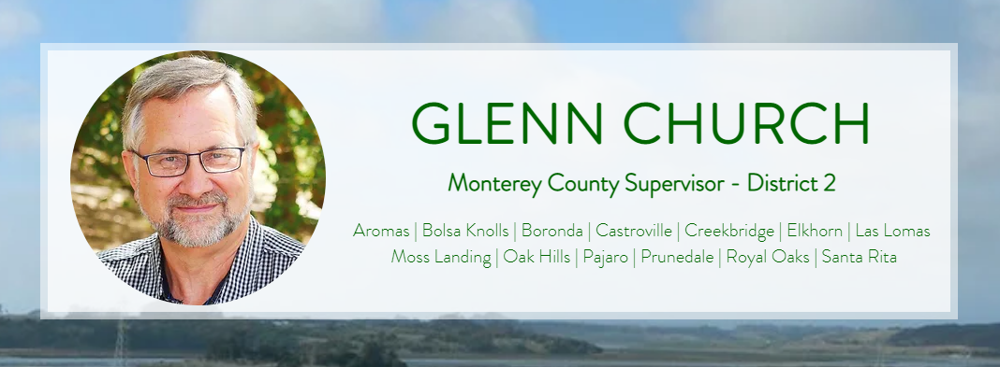 GLENN CHURCH
Monterey County Supervisor - District 2
Aromas | Bolsa Knolls | Boronda | Castroville | Creekbridge | Elkhorn | Las Lomas
Moss Landing | Oak Hills | Pajaro | Prunedale | Royal Oaks | Santa Rita